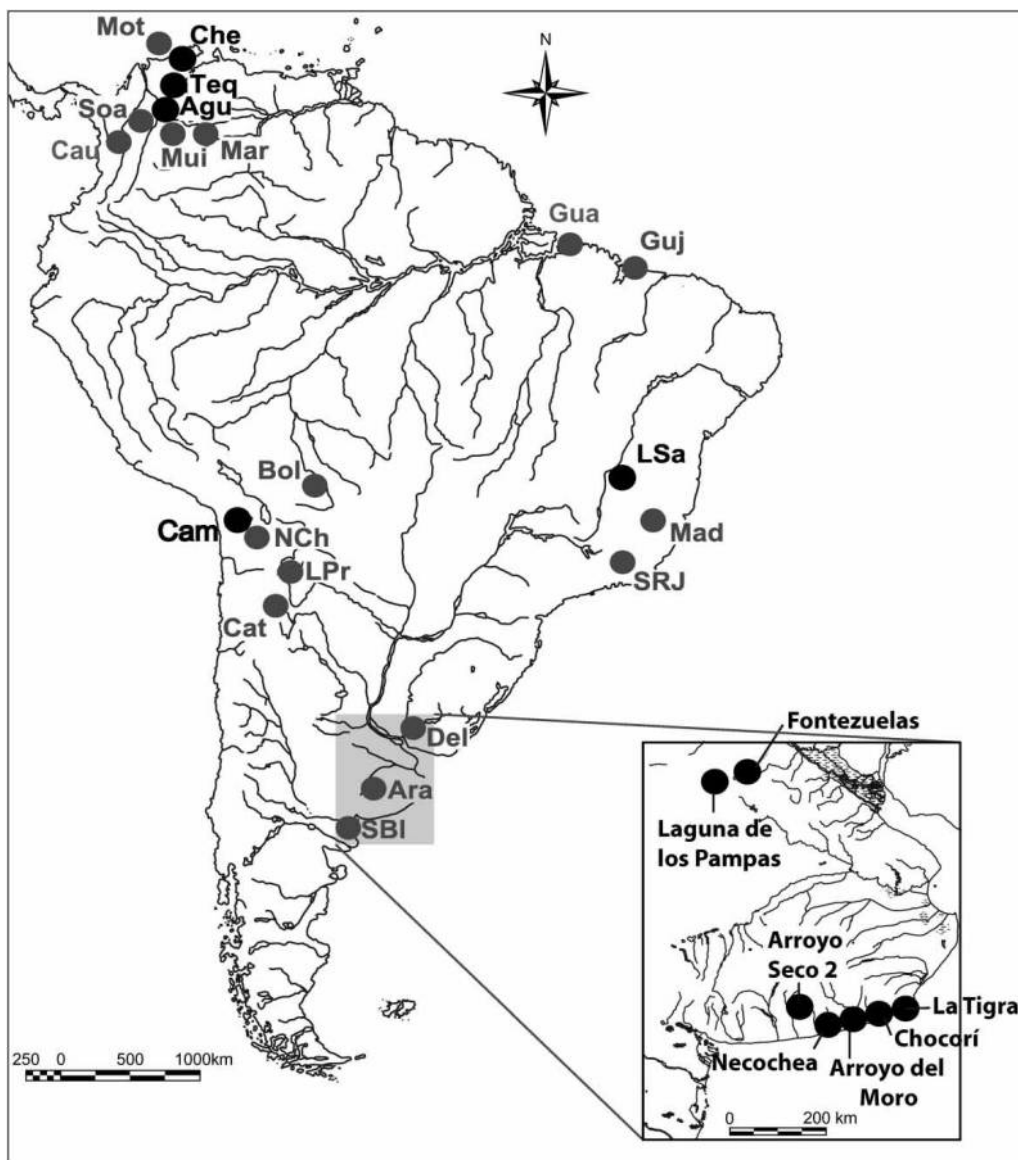 N
Mot
Che
Teq
Agu
Soa
Cau
Mui
Mar
Gua
Guj
LSa
Bol
Mad
Cam
NCh
LPr
SRJ
Cat
Del
Ara
SBI
250 0 500 1000km
Fontezuelas
Laguna de
los Pampas
Arroyo
Seco 2
La Tigra
Chocorí
Necochea
Arroyo del
Moro
0 200 km